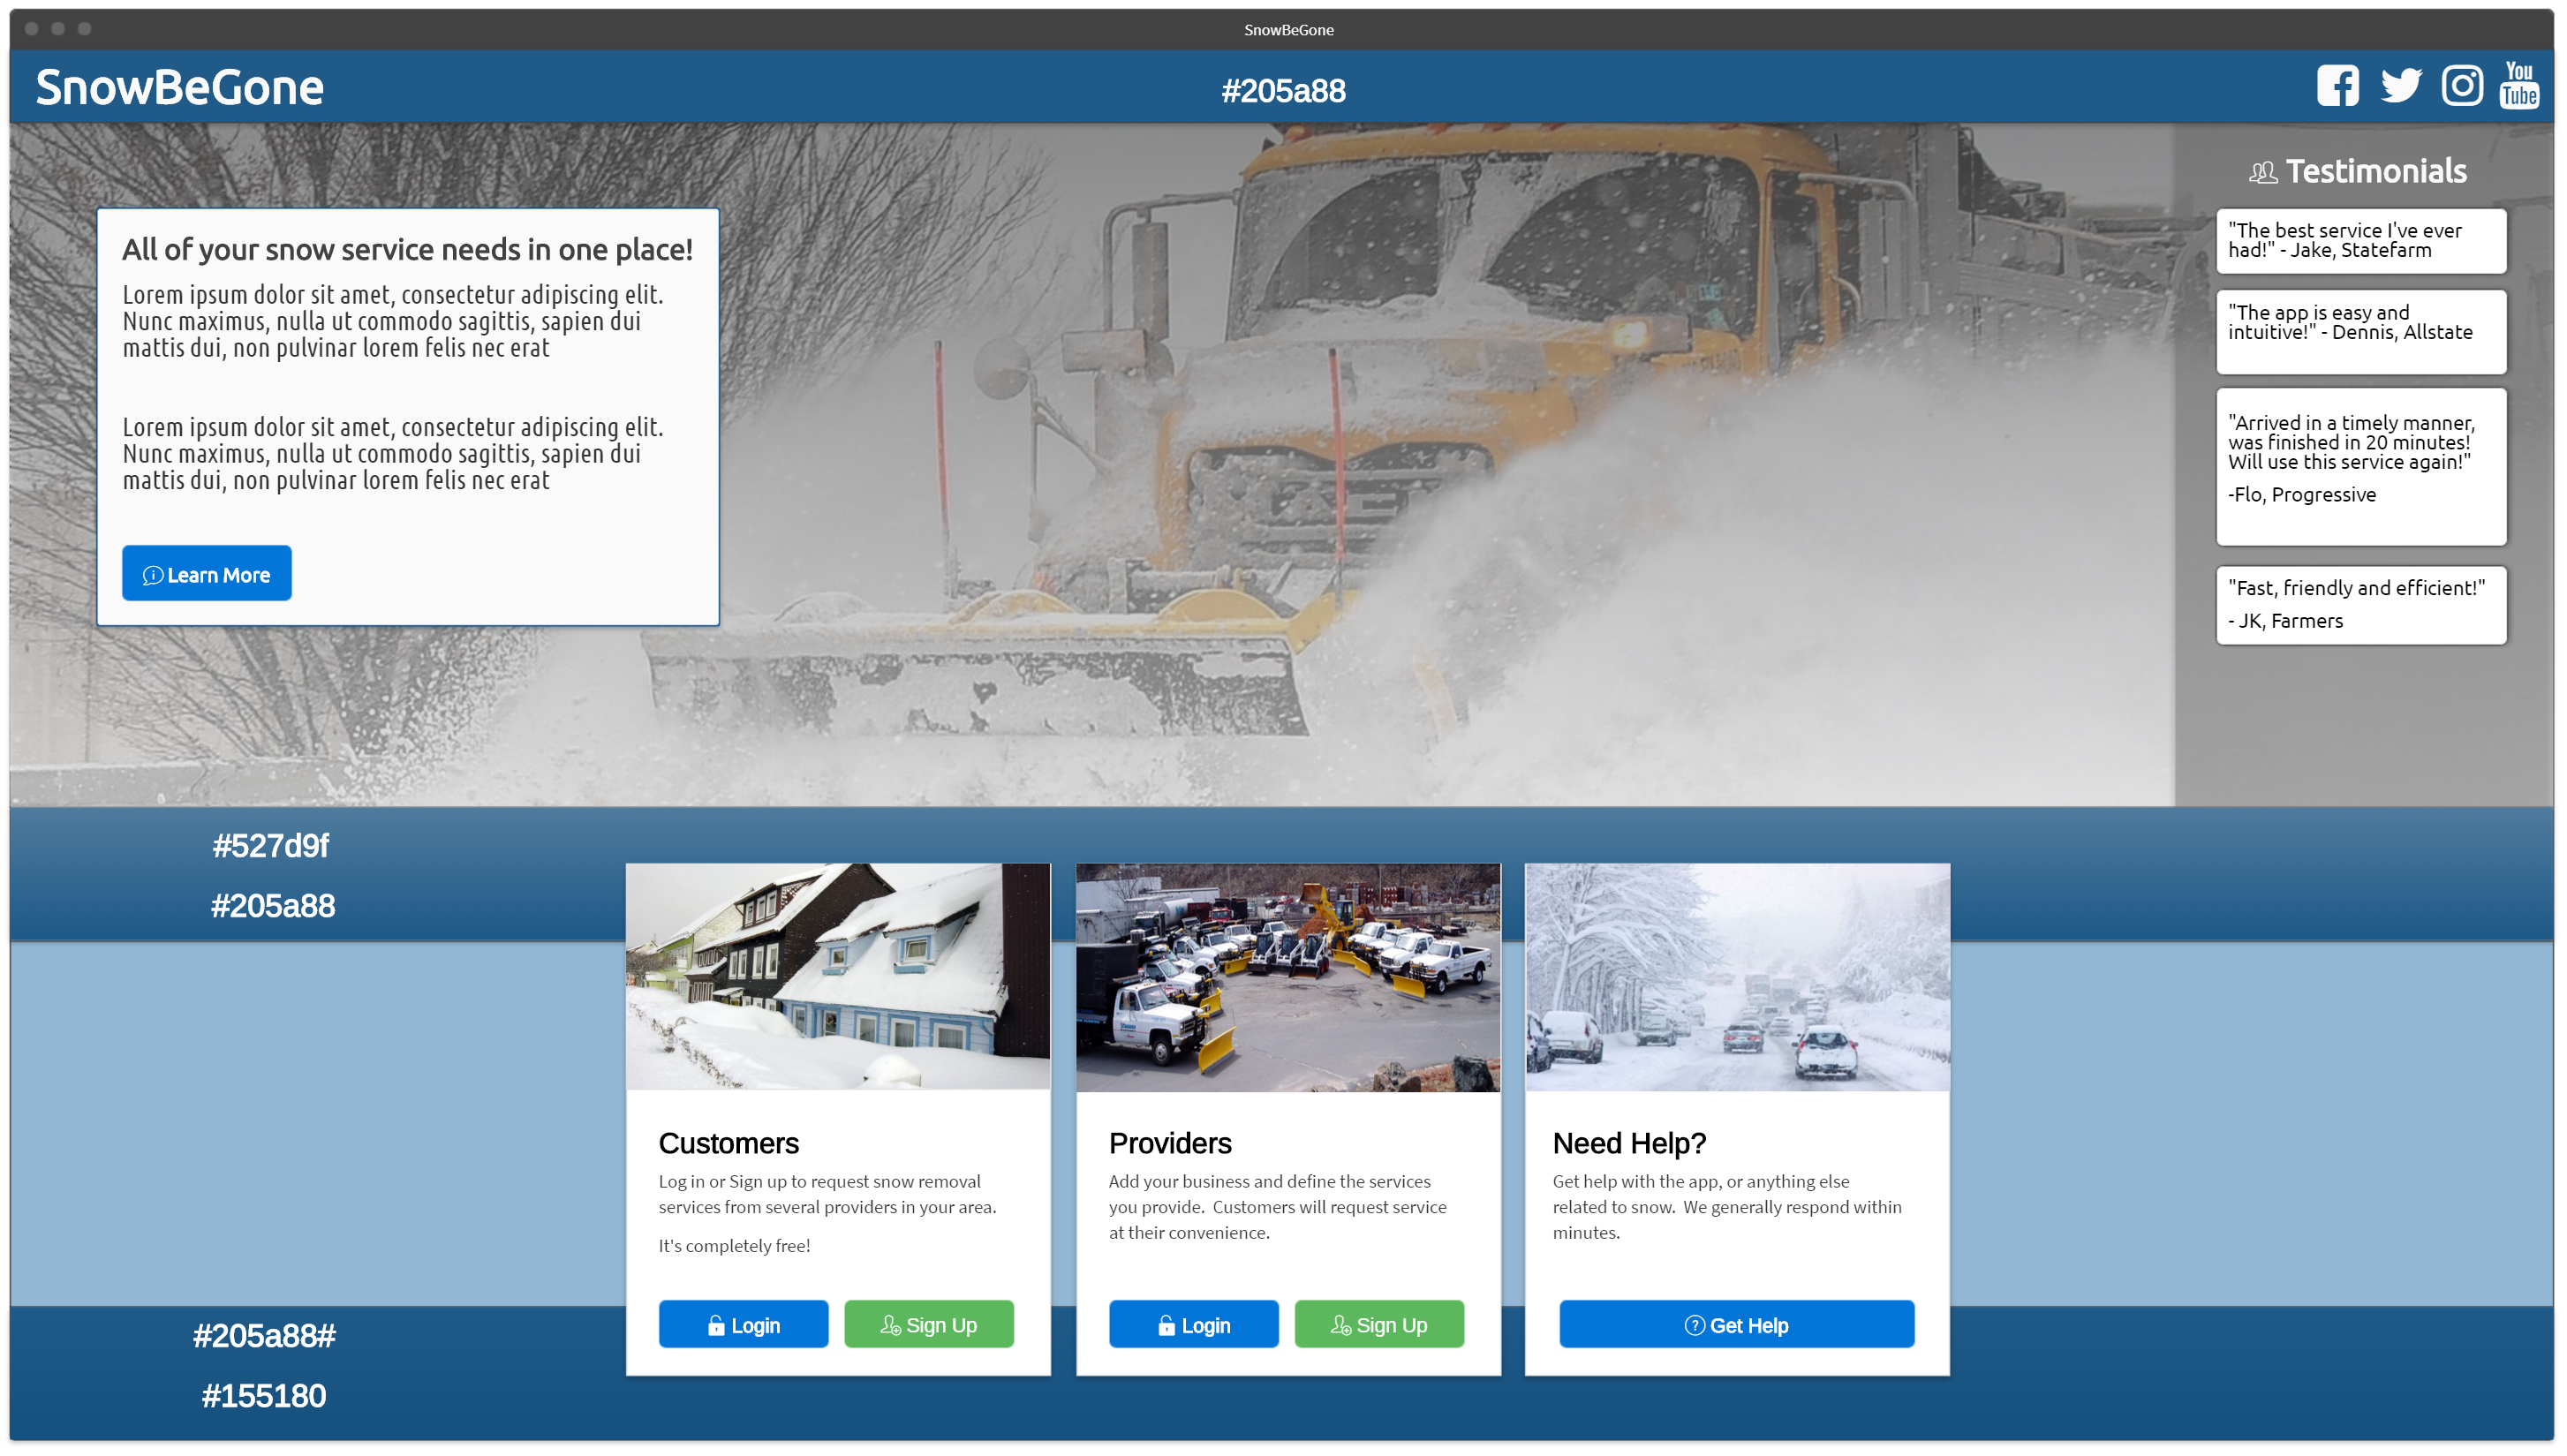 SnowBeGone
SnowBeGone
#205a88
You
Tube
All of your snow service needs in one place!
Lorem ipsum dolor sit amet, consectetur adipiscing elit.
Nunc maximus, nulla ut commodo sagittis, sapien dui
mattis dui, non pulvinar lorem felis nec erat
Lorem ipsum dolor sit amet, consectetur adipiscing elit.
Nunc maximus, nulla ut commodo sagittis, sapien dui
mattis dui, non pulvinar lorem felis nec erat
Learn More
Testimonials
"The best service I've ever
had!" - Jake, Statefarm
"The app is easy and
intuitive!" - Dennis, Allstate
"Arrived in a timely manner,
was finished in 20 minutes!
Will use this service again!"
-Flo, Progressive
"Fast, friendly and efficient!"
- JK, Farmers
#527d9f
#205a88
Customers
Log in or Sign up to request snow removal
services from several providers in your area.
It's completely free!
Login
Sign Up
Providers
Add your business and define the services
you provide.  Customers will request service
at their convenience.
Login
Sign Up
Need Help?
Get help with the app, or anything else
related to snow.  We generally respond within
minutes.
Get Help
#205a88#
#155180